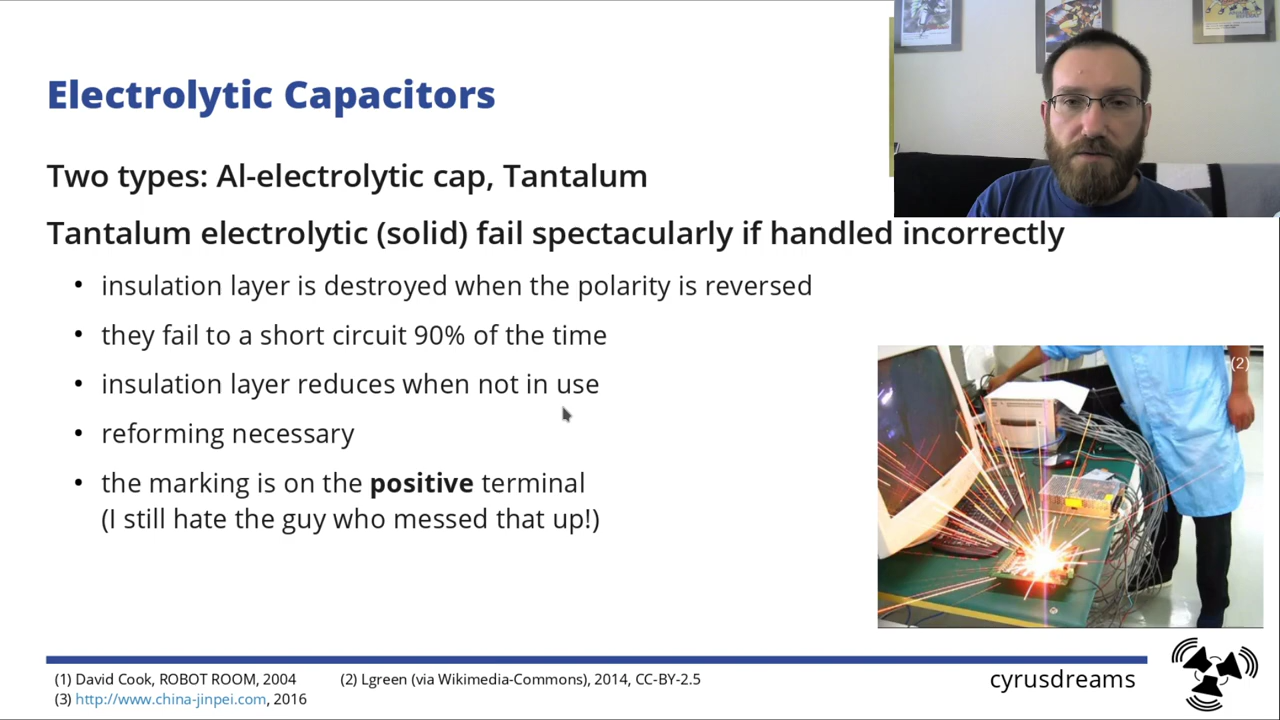 Electrolytic Capacitors
Two types: Al-electrolytic cap, Tantalum
Tantalum electrolytic (solid) fail spectacularly if handled incorrectly
• insulation layer is destroyed when the polarity is reversed
• they fail to a short circuit 90% of the time
• insulation layer reduces when not in use
• reforming necessary
• the marking is on the positive terminal
(I still hate the guy who messed that up!)
(2)
(1) David Cook, ROBOT ROOM, 2004 (2) Lgreen (via Wikimedia-Commons), 2014, CC-BY-2.5
(3) http://www.china-jinpei.com, 2016
cyrusdreams